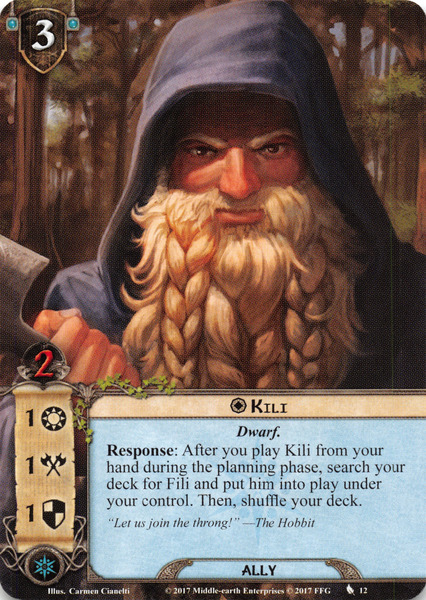 3
2
1
1
1
KILI
Dwarf.
Response: After you play Kili from your
hand during the planning phase, search your
deck for Fili and put him into play under
your control. Then, shuffle your deck.
“Let us join the throng!” —The Hobbit
ALLY
Illus. Carmen Cianelti
© 2017 Middle-earth Enterprises © 2017 FFG
12